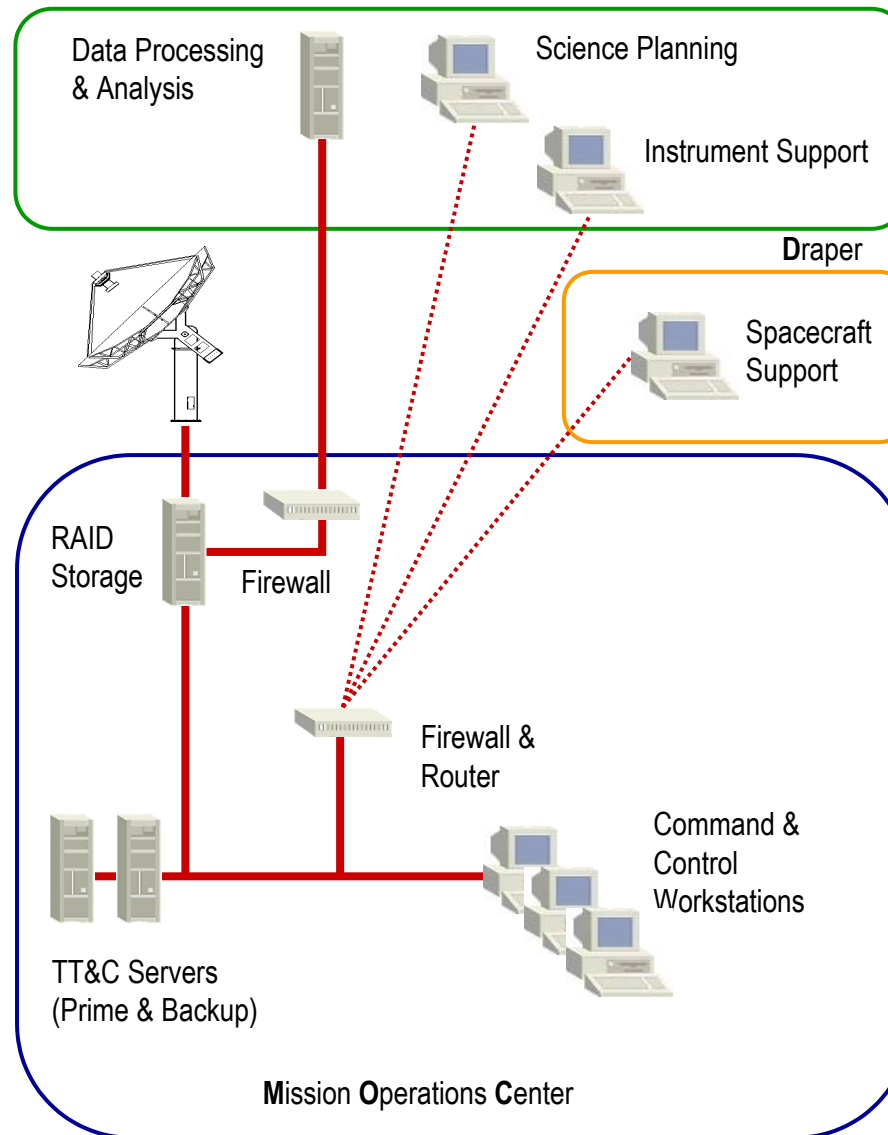 Data Processing
& Analysis
Science Planning
Instrument Support
Draper
Spacecraft
Support
RAID
Storage
Firewall
Firewall &
Router
Command &
Control
Workstations
TT&C Servers
(Prime & Backup)
Mission Operations Center